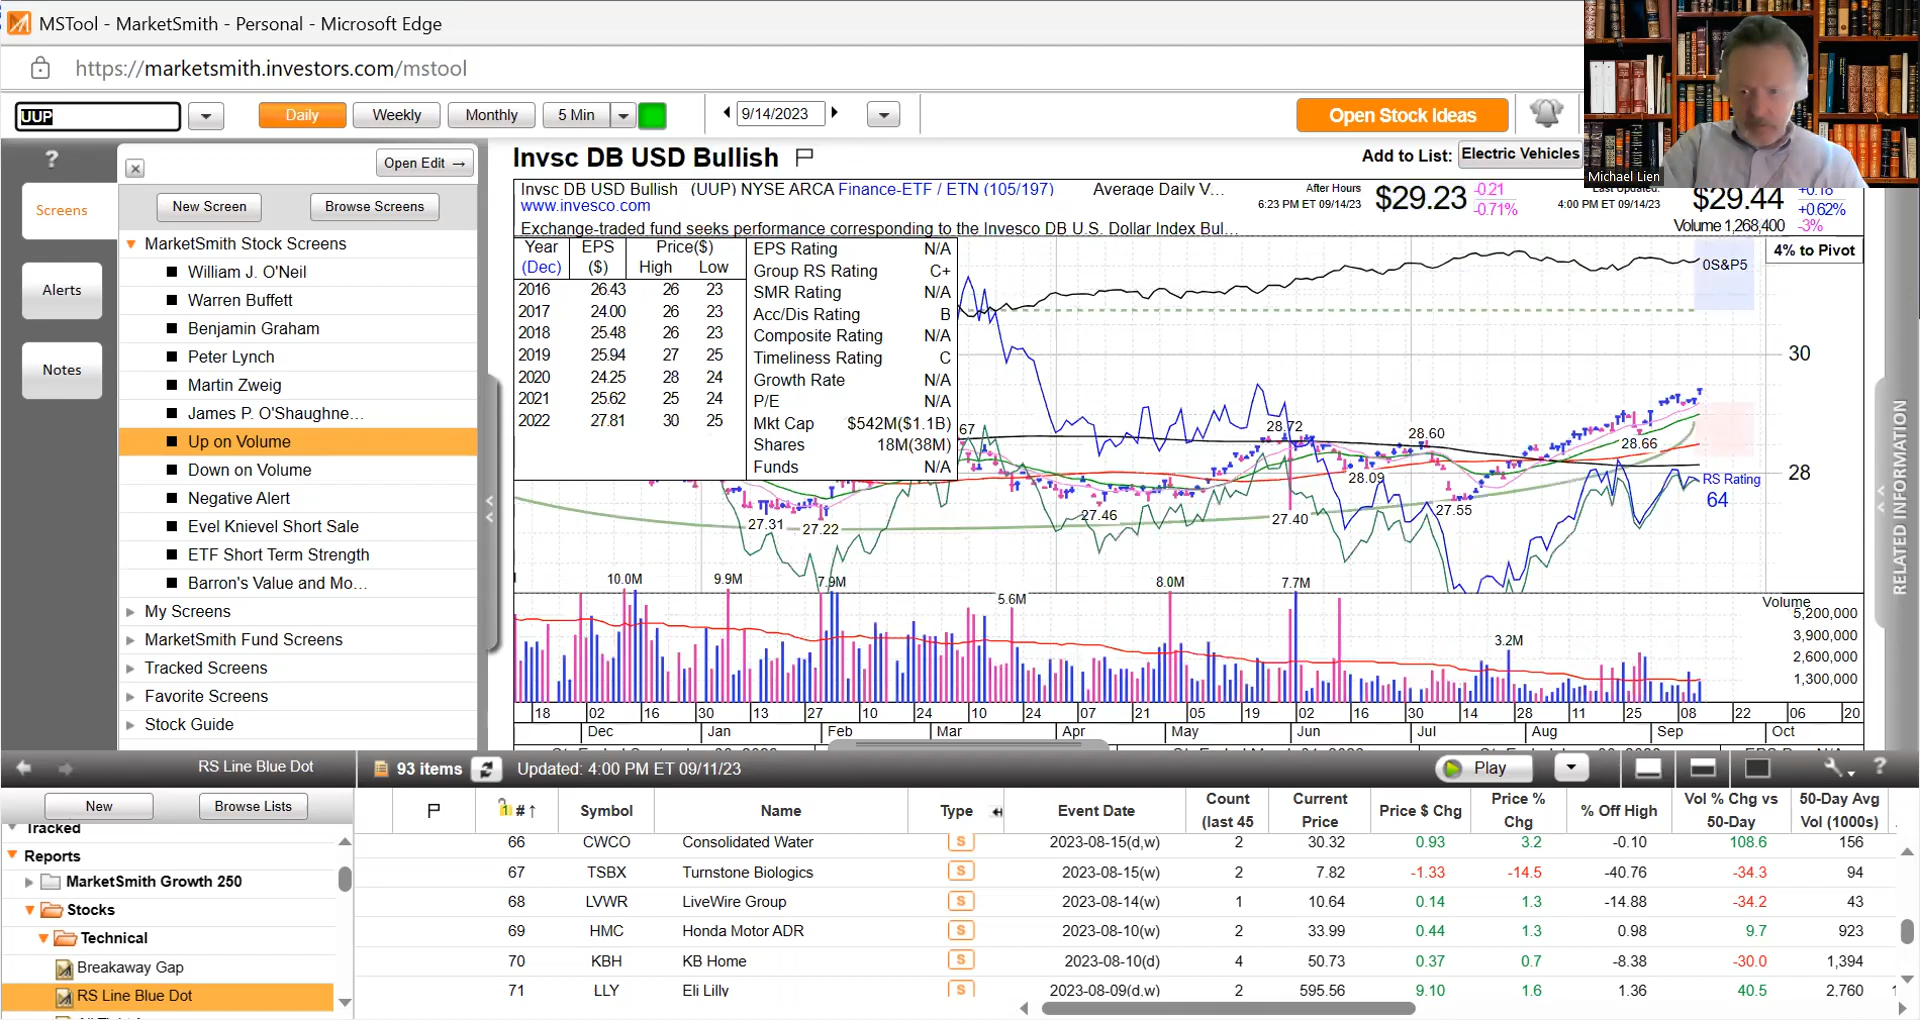 MSTool - MarketSmith - Personal - Microsoft Edge
https://marketsmith.investors.com/mstool
UUP
Daily
Weekly
Monthly
5 Min
9/14/2023
Open Stock Ideas
Michael Lien
?
Screens
Alerts
Notes
Open Edit →
New Screen
Browse Screens
MarketSmith Stock Screens
William J. O'Neil
Warren Buffett
Benjamin Graham
Peter Lynch
Martin Zweig
James P. O'Shaughne...
Up on Volume
Down on Volume
Negative Alert
Evel Knievel Short Sale
ETF Short Term Strength
Barron's Value and Mo...
My Screens
MarketSmith Fund Screens
Tracked Screens
Favorite Screens
Stock Guide
Invsc DB USD Bullish
Add to List: Electric Vehicles
Invsc DB USD Bullish (UUP) NYSE ARCA Finance-ETF / ETN (105/197) Average Daily V...
www.invesco.com
Exchange-traded fund seeks performance corresponding to the Invesco DB U.S. Dollar Index Bul...
After Hours
6:23 PM ET 09/14/23
$29.23
-0.21
-0.71%
Last Updated:
4:00 PM ET 09/14/23
$29.44
+0.18
+0.62%
Volume 1,268,400 -3%
Year EPS Price($)
(Dec) ($) High Low
2016 26.43 26 23
2017 24.00 26 23
2018 25.48 26 23
2019 25.94 27 25
2020 24.25 28 24
2021 25.62 25 24
2022 27.81 30 25
EPS Rating N/A
Group RS Rating C+
SMR Rating N/A
Acc/Dis Rating B
Composite Rating N/A
Timeliness Rating C
Growth Rate N/A
P/E N/A
Mkt Cap $542M($1.1B)
Shares 18M(38M)
Funds N/A
4% to Pivot
0S&P5
30
28
67
28.72
28.60
28.66
28.09
27.55
27.46
27.40
27.31
27.22
RS Rating
64
10.0M
9.9M
7.9M
5.6M
8.0M
7.7M
3.2M
Volume
5,200,000
3,900,000
2,600,000
1,300,000
18 02 16 30 13 27 10 24 10 24 07 21 05 19 02 16 30 14 28 11 25 08 22 06 20
Dec Jan Feb Mar Apr May Jun Jul Aug Sep Oct
RELATED INFORMATION
RS Line Blue Dot
93 items
Updated: 4:00 PM ET 09/11/23
Play
?
New
Browse Lists
Tracked
Reports
MarketSmith Growth 250
Stocks
Technical
Breakaway Gap
RS Line Blue Dot
1 # ↑ Symbol Name Type Event Date Count (last 45 Current Price Price $ Chg Price % Chg % Off High Vol % Chg vs 50-Day 50-Day Avg Vol (1000s)
66 CWCO Consolidated Water S 2023-08-15(d,w) 2 30.32 0.93 3.2 -0.10 108.6 156
67 TSBX Turnstone Biologics S 2023-08-15(w) 2 7.82 -1.33 -14.5 -40.76 -34.3 94
68 LVWR LiveWire Group S 2023-08-14(w) 1 10.64 0.14 1.3 -14.88 -34.2 43
69 HMC Honda Motor ADR S 2023-08-10(w) 2 33.99 0.44 1.3 0.98 9.7 923
70 KBH KB Home S 2023-08-10(d) 4 50.73 0.37 0.7 -8.38 -30.0 1,394
71 LLY Eli Lilly S 2023-08-09(d,w) 2 595.56 9.10 1.6 1.36 40.5 2,760